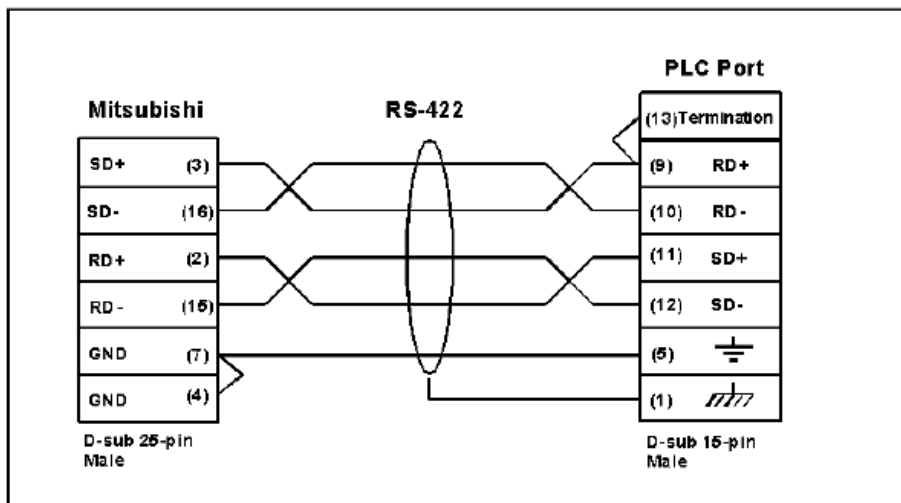 PLC Port
Mitsubishi
RS-422
(13) Termination
SD+ (3)
(9) RD+
SD- (16)
(10) RD-
RD+ (2)
(11) SD+
RD- (15)
(12) SD-
GND (7)
(5)
GND (4)
(1)
D-sub 25-pin
Male
D-sub 15-pin
Male